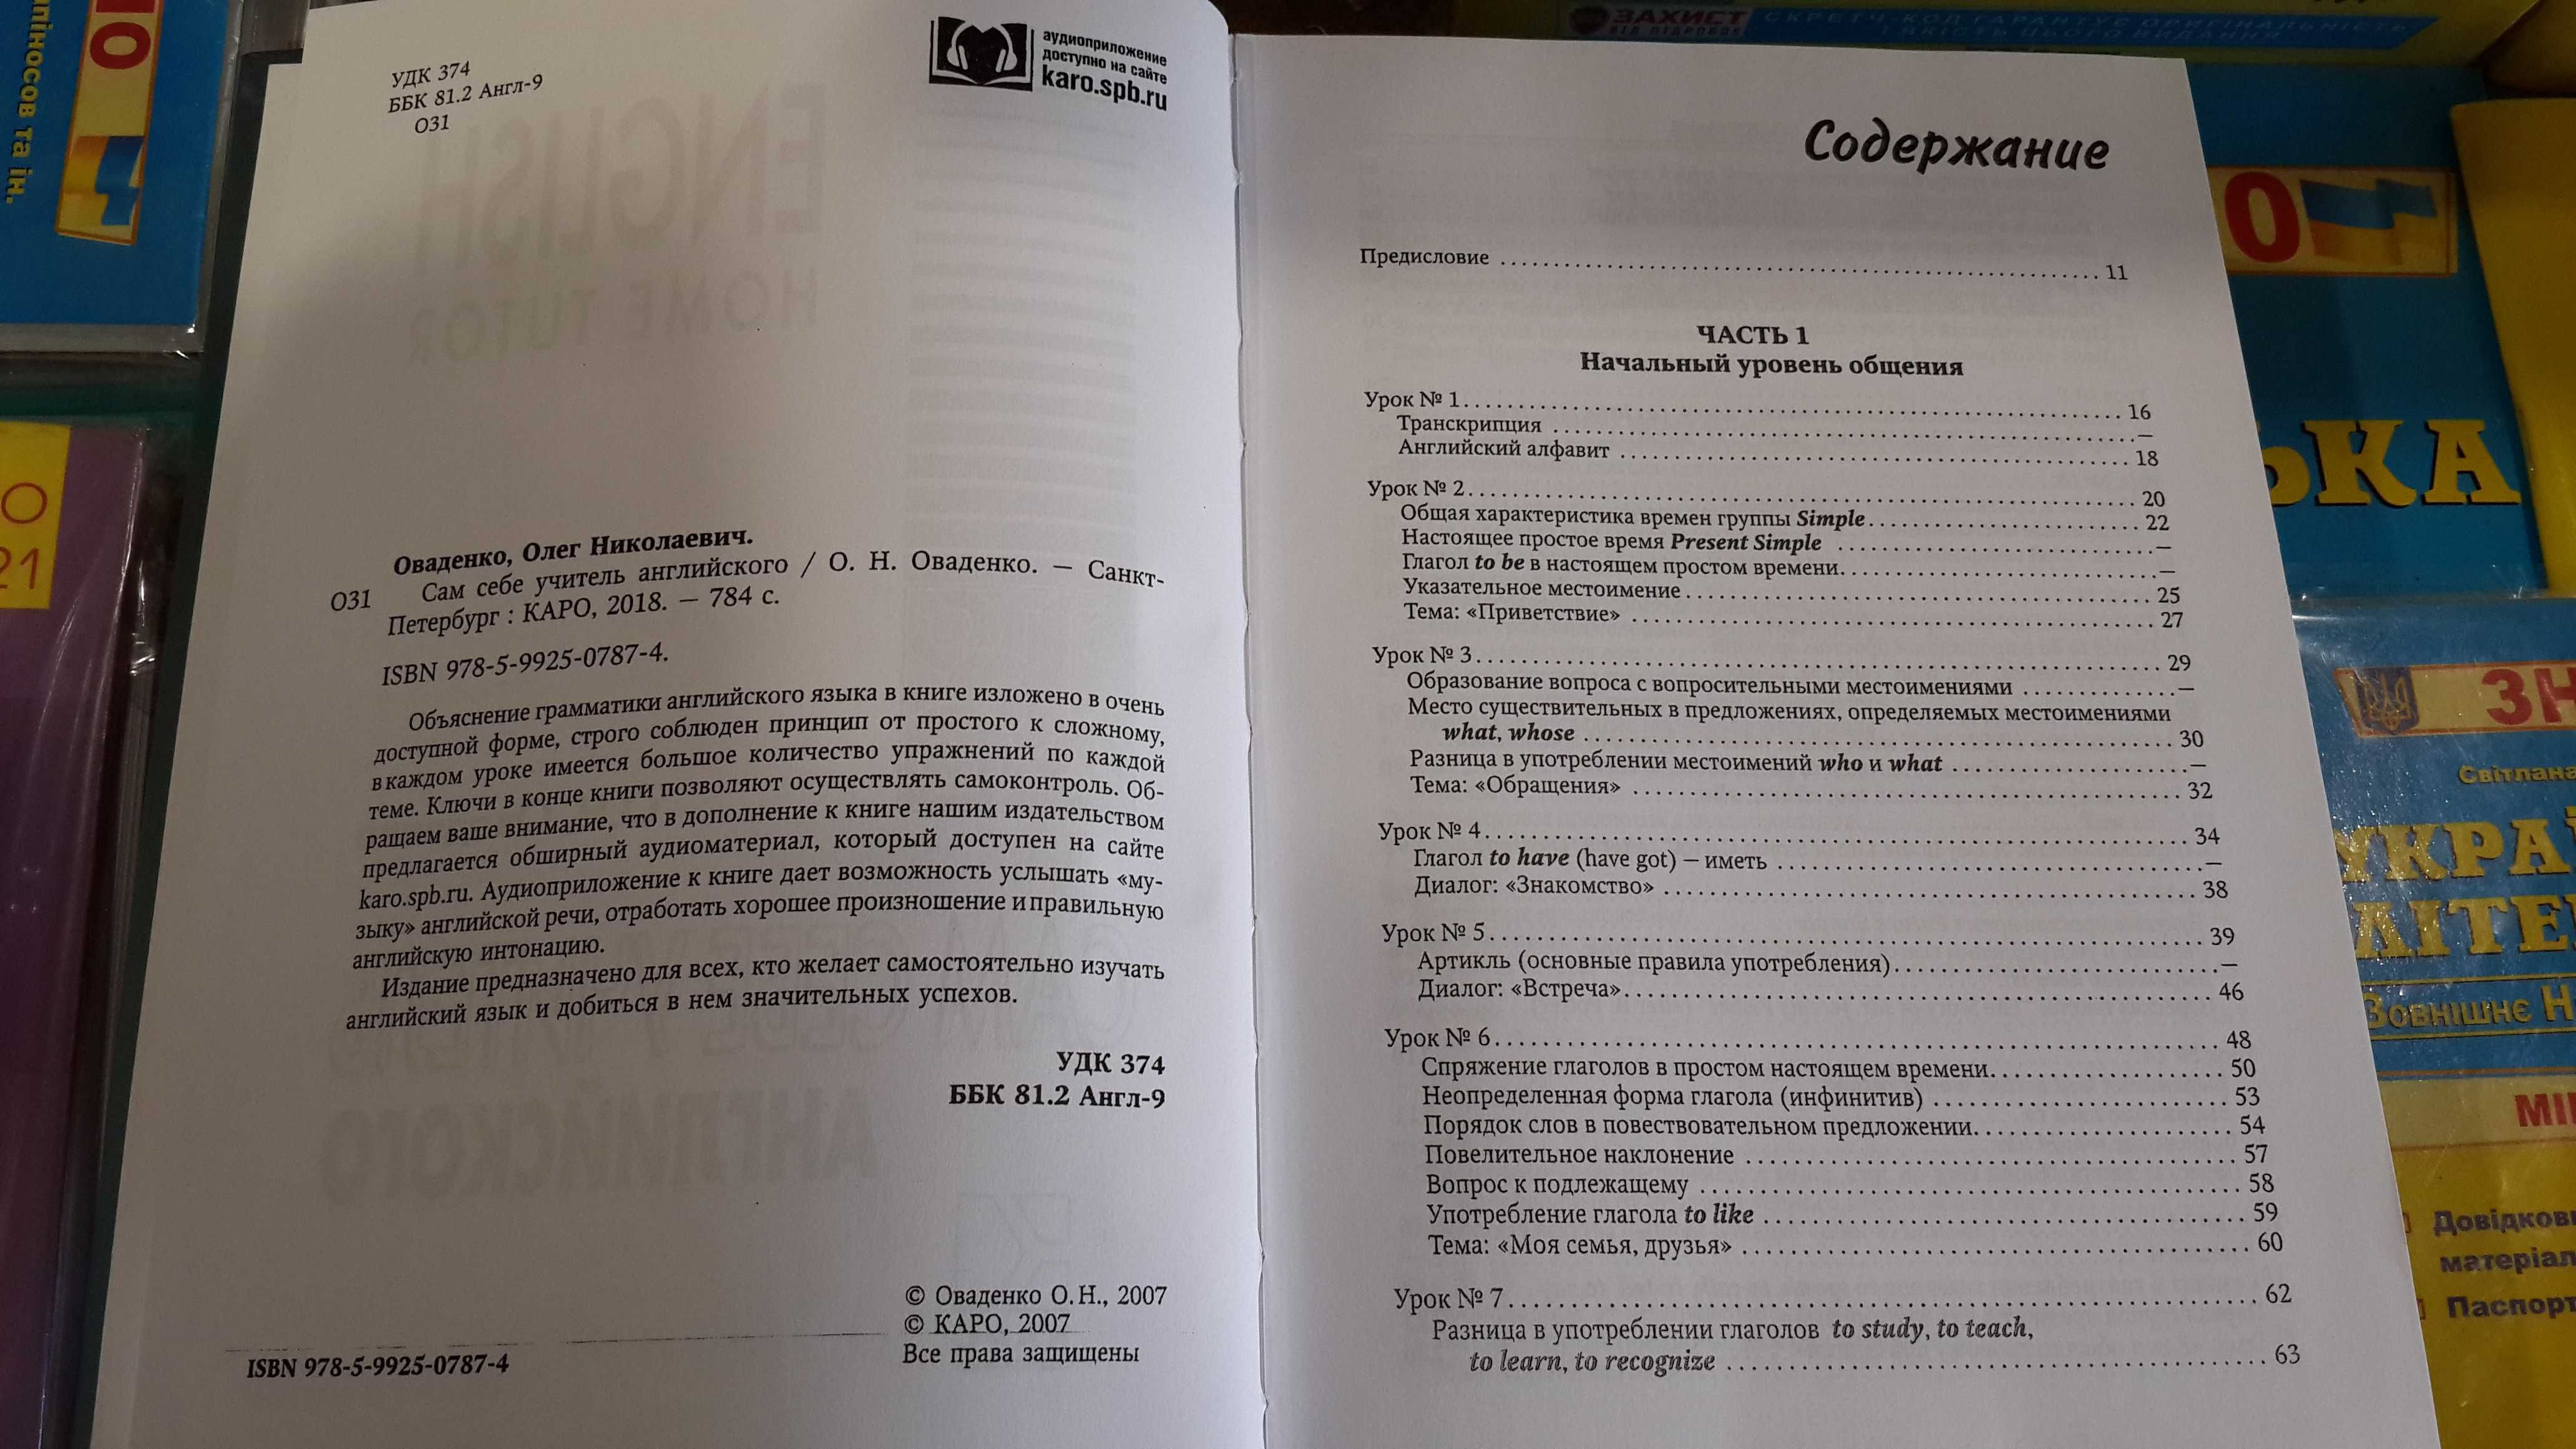 УДК 374
ББК 81.2 Англ-9
О31
аудиоприложение
доступно на сайте
karo.spb.ru
Оваденко, Олег Николаевич.
О31 Сам себе учитель английского / О. Н. Оваденко. — Санкт-
Петербург : КАРО, 2018. — 784 с.
ISBN 978-5-9925-0787-4.
Объяснение грамматики английского языка в книге изложено в очень
доступной форме, строго соблюден принцип от простого к сложному,
в каждом уроке имеется большое количество упражнений по каждой
теме. Ключи в конце книги позволяют осуществлять самоконтроль. Об-
ращаем ваше внимание, что в дополнение к книге нашим издательством
предлагается обширный аудиоматериал, который доступен на сайте
karo.spb.ru. Аудиоприложение к книге дает возможность услышать «му-
зыку» английской речи, отработать хорошее произношение и правильную
английскую интонацию.
Издание предназначено для всех, кто желает самостоятельно изучать
английский язык и добиться в нем значительных успехов.
УДК 374
ББК 81.2 Англ-9
© Оваденко О. Н., 2007
© КАРО, 2007
Все права защищены
ISBN 978-5-9925-0787-4
Содержание
Предисловие ........ 11
ЧАСТЬ 1
Начальный уровень общения
Урок № 1........ 16
Транскрипция ........—
Английский алфавит ........ 18
Урок № 2........ 20
Общая характеристика времен группы Simple........ 22
Настоящее простое время Present Simple ........—
Глагол to be в настоящем простом времени........—
Указательное местоимение........ 25
Тема: «Приветствие» ........ 27
Урок № 3........ 29
Образование вопроса с вопросительными местоимениями ........—
Место существительных в предложениях, определяемых местоимениями
what, whose ........ 30
Разница в употреблении местоимений who и what ........—
Тема: «Обращения» ........ 32
Урок № 4........ 34
Глагол to have (have got) — иметь ........—
Диалог: «Знакомство» ........ 38
Урок № 5........ 39
Артикль (основные правила употребления)........—
Диалог: «Встреча»........ 46
Урок № 6........ 48
Спряжение глаголов в простом настоящем времени........ 50
Неопределенная форма глагола (инфинитив) ........ 53
Порядок слов в повествовательном предложении........ 54
Повелительное наклонение ........ 57
Вопрос к подлежащему ........ 58
Употребление глагола to like ........ 59
Тема: «Моя семья, друзья» ........ 60
Урок № 7........ 62
Разница в употреблении глаголов to study, to teach,
to learn, to recognize ........ 63
ЗАХИСТ
ВІД ПІДРОБОК
СКРЕТЧ-КОД ГАРАНТУЄ ОРИГІНАЛЬНІСТЬ
І ЯКІСТЬ ЦЬОГО ВИДАННЯ
та ін.
Світлана
Зовнішнє